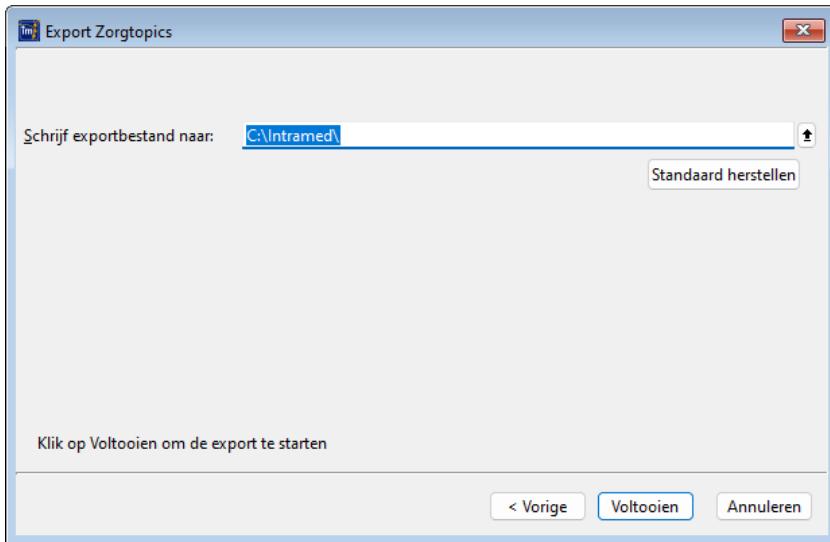 Export Zorgtopics
Schrijf exportbestand naar: C:\Intramed\
Standaard herstellen
Klik op Voltooien om de export te starten
< Vorige Voltooien Annuleren